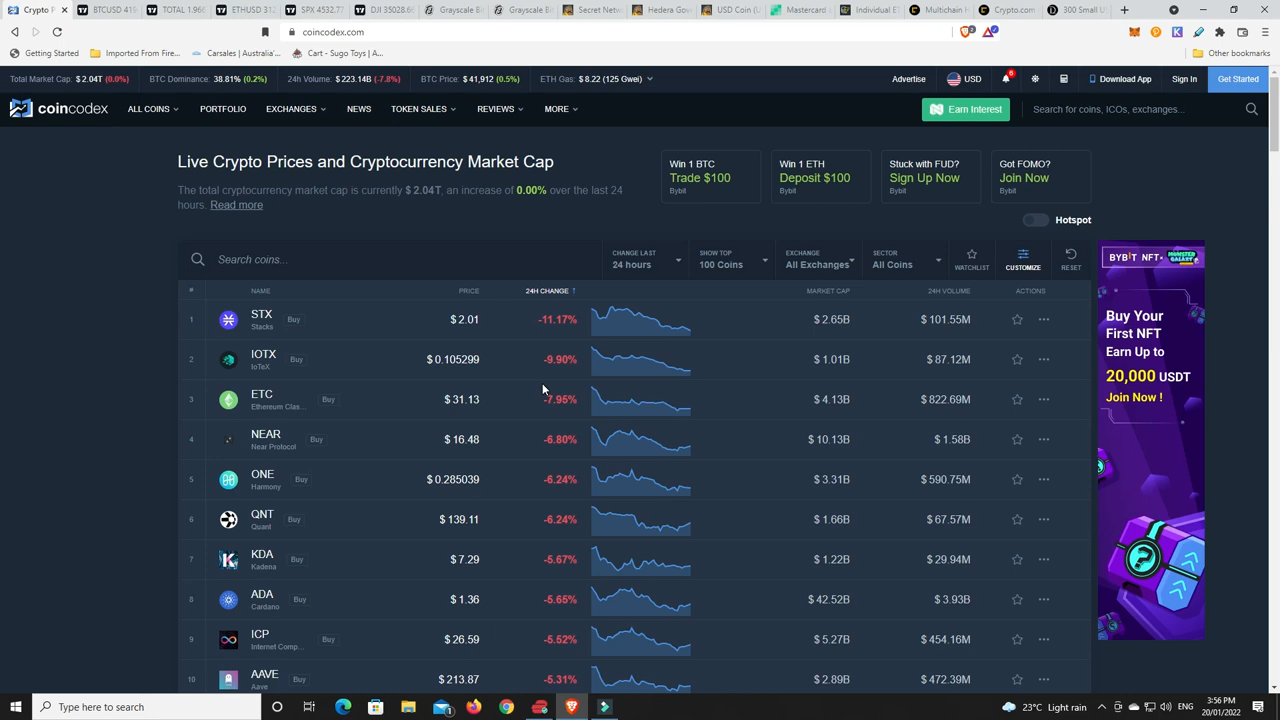 Crypto P
BTCUSD 419
TOTAL 1.966
ETHUSD 312
SPX 4532.77
DJI 35028.66
Grayscale Bi
Grayscale Bi
Secret Netw
Hedera Gove
USD Coin (U
Mastercard a
Individual ET
Multichain H
Crypto.com
300 Small US
coincodex.com
Getting Started
Imported From Fire...
Carsales | Australia'...
Cart - Sugo Toys | A...
Other bookmarks
Total Market Cap: $2.04T (0.0%)
BTC Dominance: 38.81% (0.2%)
24h Volume: $223.14B (-7.8%)
BTC Price: $41,912 (0.5%)
ETH Gas: $8.22 (125 Gwei)
Advertise
USD
6
Download App
Sign In
Get Started
coincodex
ALL COINS
PORTFOLIO
EXCHANGES
NEWS
TOKEN SALES
REVIEWS
MORE
Earn Interest
Search for coins, ICOs, exchanges...
Live Crypto Prices and Cryptocurrency Market Cap
The total cryptocurrency market cap is currently $ 2.04T, an increase of 0.00% over the last 24
hours. Read more
Win 1 BTC
Trade $100
Bybit
Win 1 ETH
Deposit $100
Bybit
Stuck with FUD?
Sign Up Now
Bybit
Got FOMO?
Join Now
Bybit
Hotspot
Search coins...
CHANGE LAST
24 hours
SHOW TOP
100 Coins
EXCHANGE
All Exchanges
SECTOR
All Coins
WATCHLIST
CUSTOMIZE
RESET
# NAME PRICE 24H CHANGE ↑ MARKET CAP 24H VOLUME ACTIONS
1 STX Stacks Buy $ 2.01 -11.17% $ 2.65B $ 101.55M
2 IOTX IoTeX Buy $ 0.105299 -9.90% $ 1.01B $ 87.12M
3 ETC Ethereum Clas... Buy $ 31.13 -7.95% $ 4.13B $ 822.69M
4 NEAR Near Protocol Buy $ 16.48 -6.80% $ 10.13B $ 1.58B
5 ONE Harmony Buy $ 0.285039 -6.24% $ 3.31B $ 590.75M
6 QNT Quant Buy $ 139.11 -6.24% $ 1.66B $ 67.57M
7 KDA Kadena Buy $ 7.29 -5.67% $ 1.22B $ 29.94M
8 ADA Cardano Buy $ 1.36 -5.65% $ 42.52B $ 3.93B
9 ICP Internet Comp... Buy $ 26.59 -5.52% $ 5.27B $ 454.16M
10 AAVE Aave Buy $ 213.87 -5.31% $ 2.89B $ 472.39M
BYBIT NFT
MONSTER GALAXY
Buy Your
First NFT
Earn Up to
20,000 USDT
Join Now !
Type here to search
23°C Light rain
ENG
3:56 PM
20/01/2022